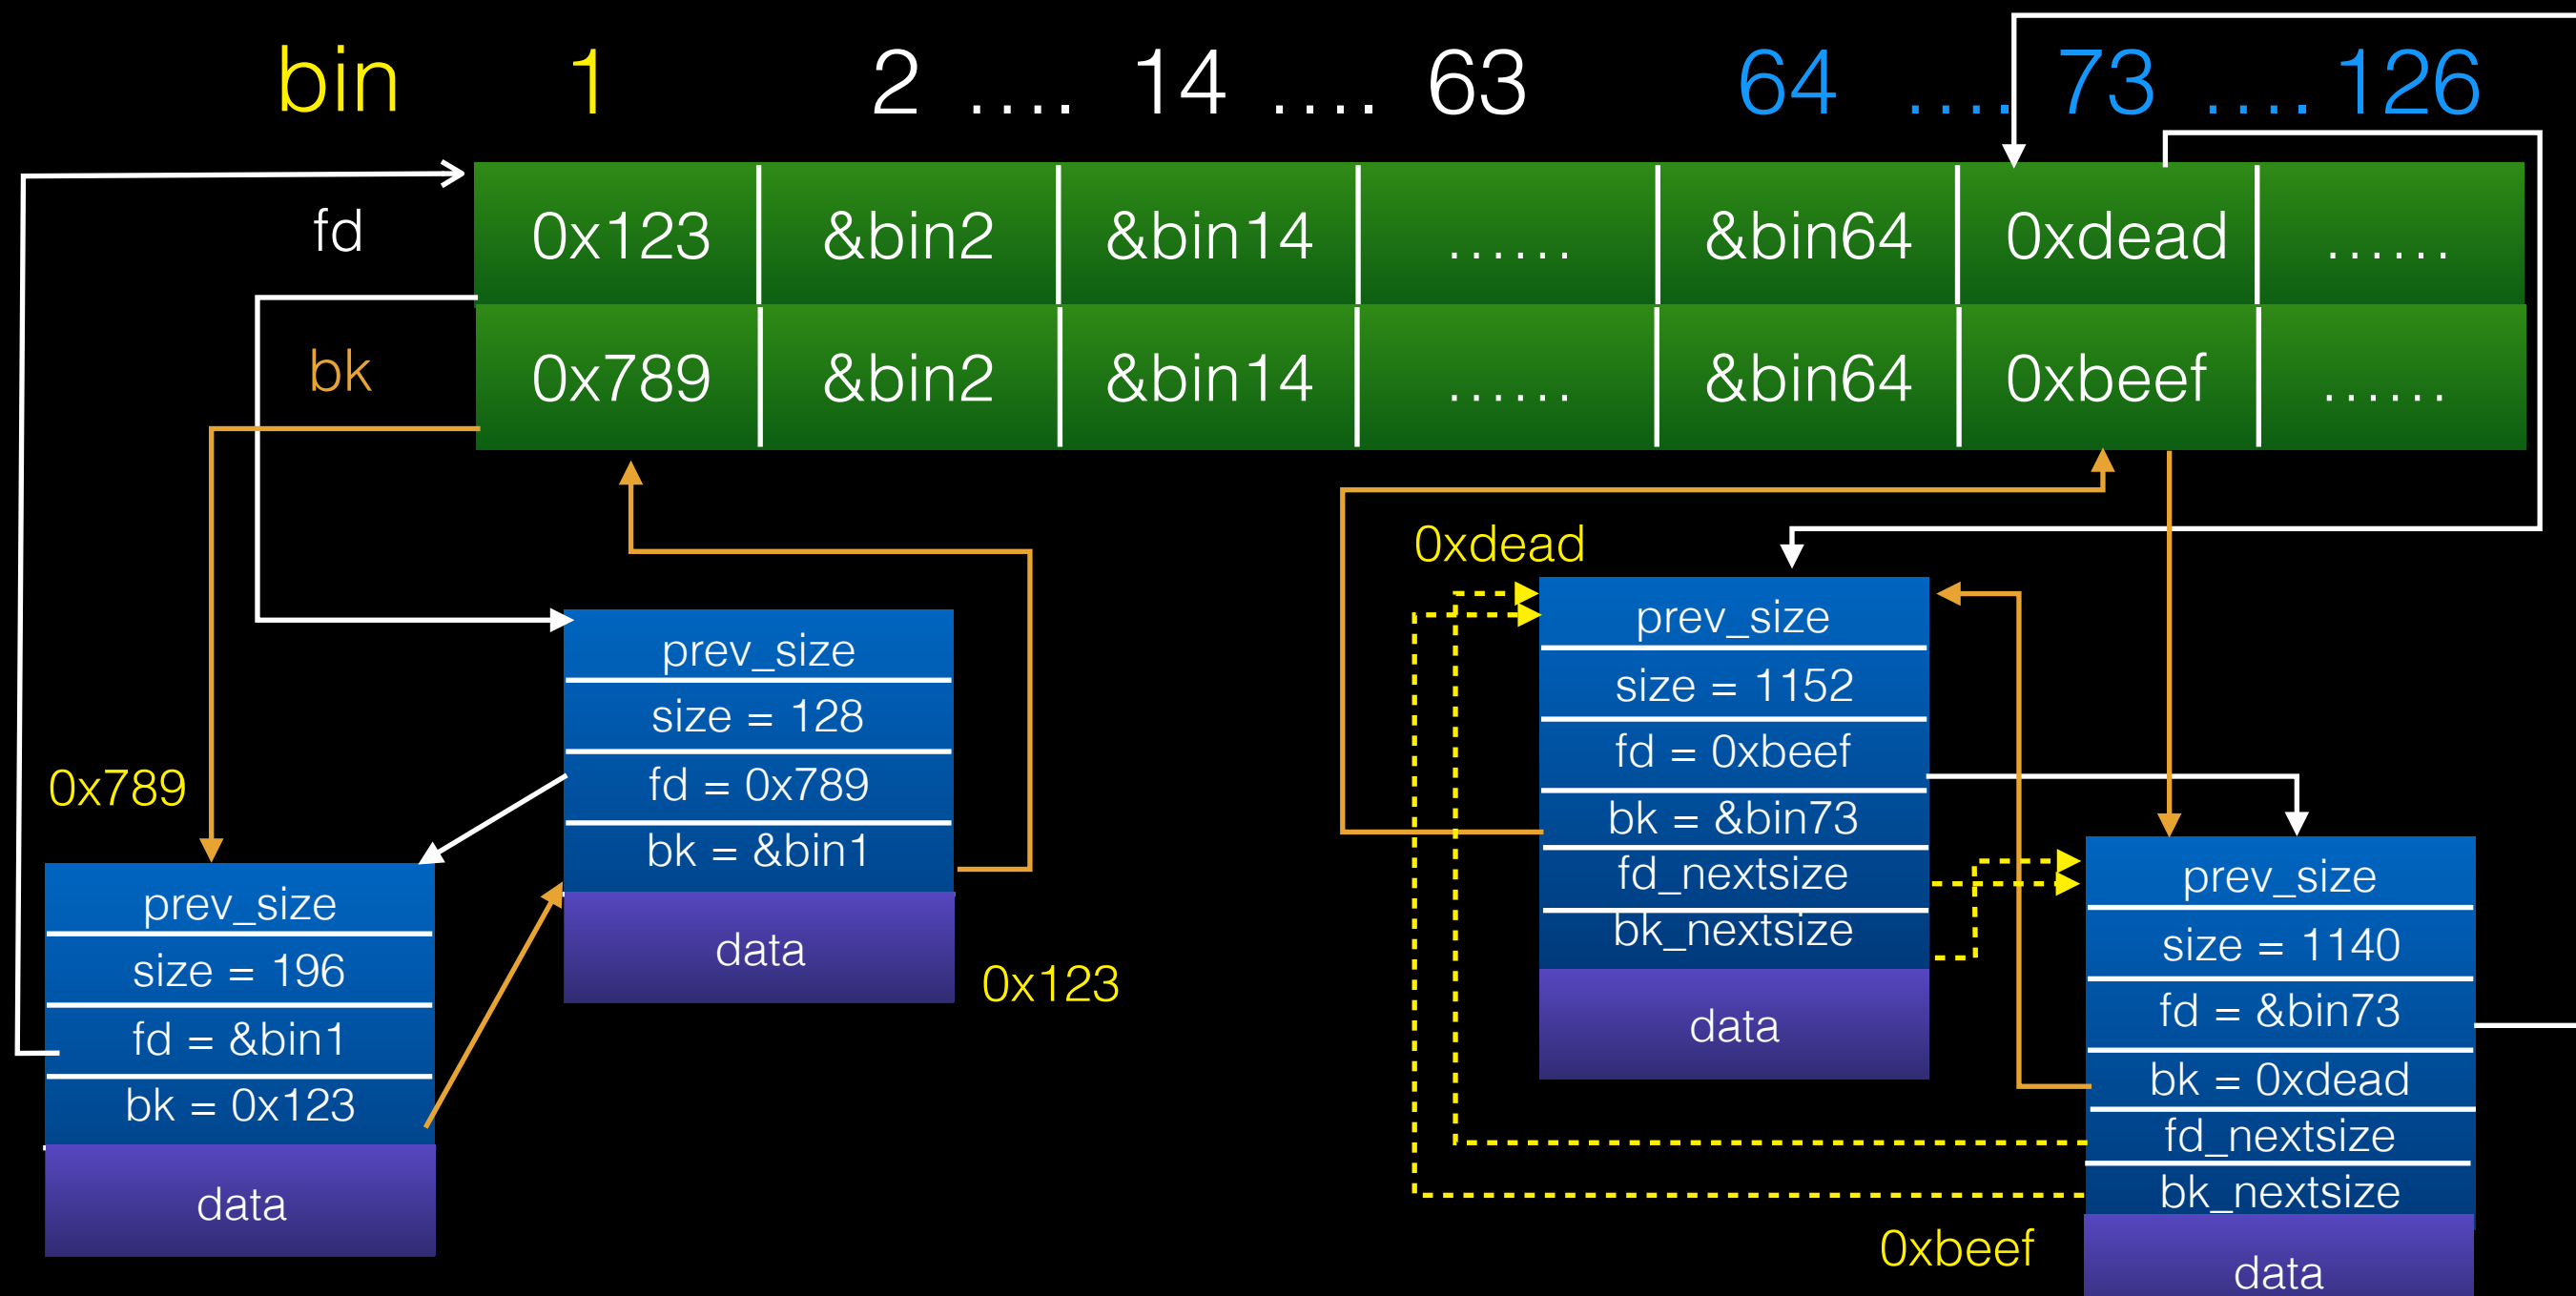 bin 1 2 .... 14 .... 63 64 .... 73 .... 126
fd 0x123 &bin2 &bin14 ...... &bin64 0xdead ......
bk 0x789 &bin2 &bin14 ...... &bin64 0xbeef ......
0x123
prev_size
size = 128
fd = 0x789
bk = &bin1
data
0x789
prev_size
size = 196
fd = &bin1
bk = 0x123
data
0xdead
prev_size
size = 1152
fd = 0xbeef
bk = &bin73
fd_nextsize
bk_nextsize
data
prev_size
size = 1140
fd = &bin73
bk = 0xdead
fd_nextsize
bk_nextsize
0xbeef
data